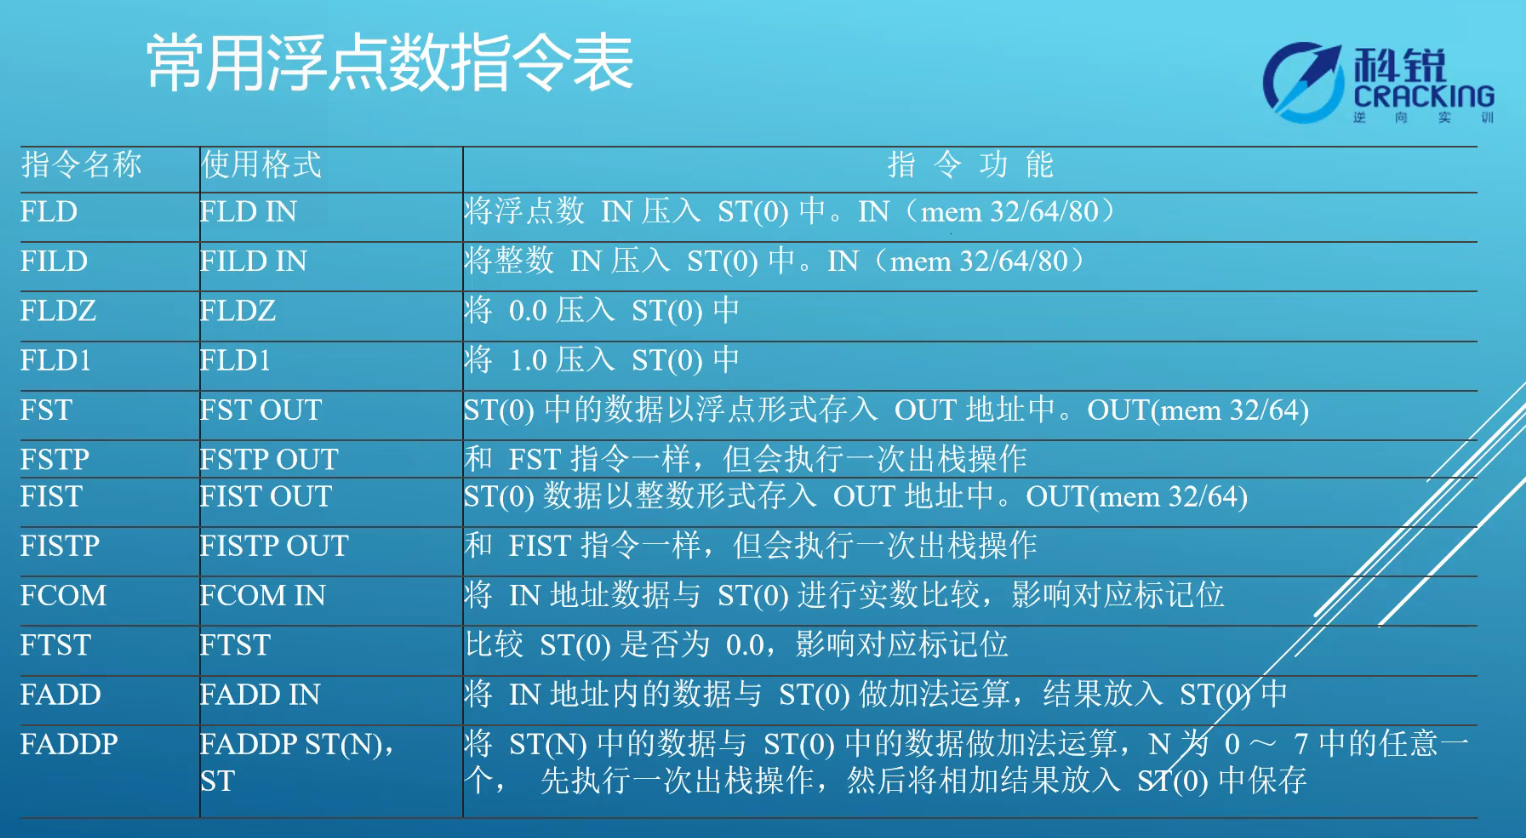 常用浮点数指令表
科锐
CRACKING
逆向实训
指令名称 使用格式 指令功能
FLD FLD IN 将浮点数 IN 压入 ST(0) 中。IN（mem 32/64/80）
FILD FILD IN 将整数 IN 压入 ST(0) 中。IN（mem 32/64/80）
FLDZ FLDZ 将 0.0 压入 ST(0) 中
FLD1 FLD1 将 1.0 压入 ST(0) 中
FST FST OUT ST(0) 中的数据以浮点形式存入 OUT 地址中。OUT(mem 32/64)
FSTP FSTP OUT 和 FST 指令一样，但会执行一次出栈操作
FIST FIST OUT ST(0) 数据以整数形式存入 OUT 地址中。OUT(mem 32/64)
FISTP FISTP OUT 和 FIST 指令一样，但会执行一次出栈操作
FCOM FCOM IN 将 IN 地址数据与 ST(0) 进行实数比较，影响对应标记位
FTST FTST 比较 ST(0) 是否为 0.0，影响对应标记位
FADD FADD IN 将 IN 地址内的数据与 ST(0) 做加法运算，结果放入 ST(0) 中
FADDP FADDP ST(N)， 将 ST(N) 中的数据与 ST(0) 中的数据做加法运算，N 为 0 ～ 7 中的任意一
ST 个， 先执行一次出栈操作，然后将相加结果放入 ST(0) 中保存